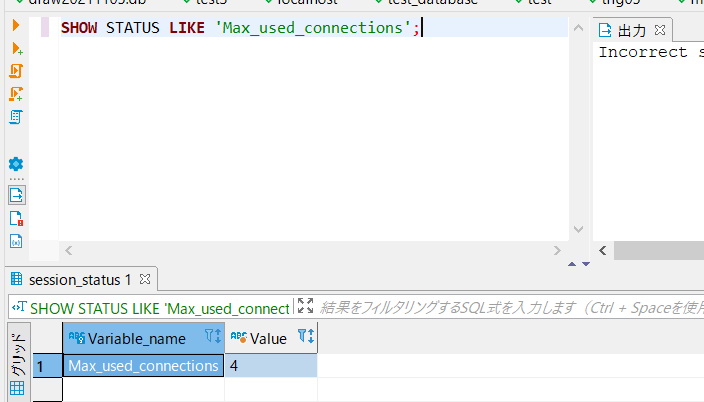 test_database
SHOW STATUS LIKE 'Max_used_connections';
出力
Incorrect s
session_status 1
SHOW STATUS LIKE 'Max_used_connect
結果をフィルタリングするSQL式を入力します (Ctrl + Spaceを使用
グリッド
Variable_name
Value
1
Max_used_connections
4